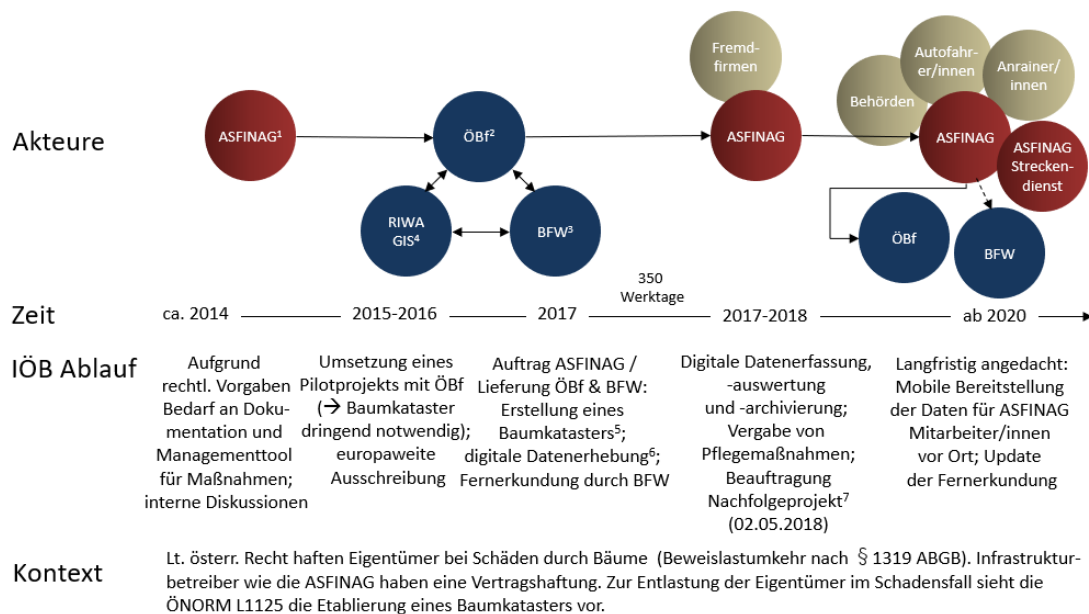 Akteure
ASFINAG¹
ÖBf²
RIWA
GIS⁴
BFW³
Fremd-
firmen
ASFINAG
Behörden
Autofahr-
er/innen
Anrainer/
innen
ASFINAG
ASFINAG
Strecken-
dienst
ÖBf
BFW
Zeit
ca. 2014
2015-2016
2017
350
Werktage
2017-2018
ab 2020
IÖB Ablauf
Aufgrund
rechtl. Vorgaben
Bedarf an Doku-
mentation und
Managementtool
für Maßnahmen;
interne Diskussionen
Umsetzung eines
Pilotprojekts mit ÖBf
(→ Baumkataster
dringend notwendig);
europaweite
Ausschreibung
Auftrag ASFINAG /
Lieferung ÖBf & BFW:
Erstellung eines
Baumkatasters⁵;
digitale Datenerhebung⁶;
Fernerkundung durch BFW
Digitale Datenerfassung,
-auswertung
und -archivierung;
Vergabe von
Pflegemaßnahmen;
Beauftragung
Nachfolgeprojekt⁷
(02.05.2018)
Langfristig angedacht:
Mobile Bereitstellung
der Daten für ASFINAG
Mitarbeiter/innen
vor Ort; Update
der Fernerkundung
Kontext
Lt. österr. Recht haften Eigentümer bei Schäden durch Bäume (Beweislastumkehr nach § 1319 ABGB). Infrastruktur-
betreiber wie die ASFINAG haben eine Vertragshaftung. Zur Entlastung der Eigentümer im Schadensfall sieht die
ÖNORM L1125 die Etablierung eines Baumkatasters vor.